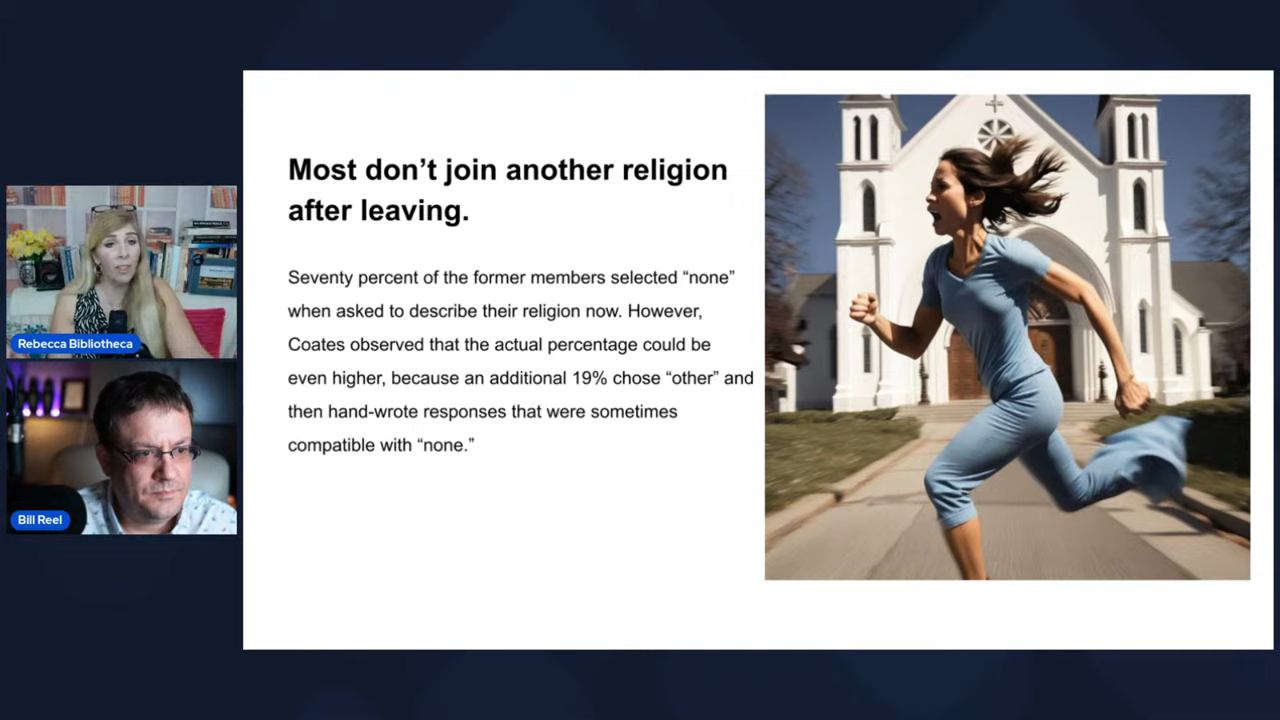 Most don’t join another religion
after leaving.
Seventy percent of the former members selected “none”
when asked to describe their religion now. However,
Coates observed that the actual percentage could be
even higher, because an additional 19% chose “other” and
then hand-wrote responses that were sometimes
compatible with “none.”
Rebecca Bibliotheca
Bill Reel